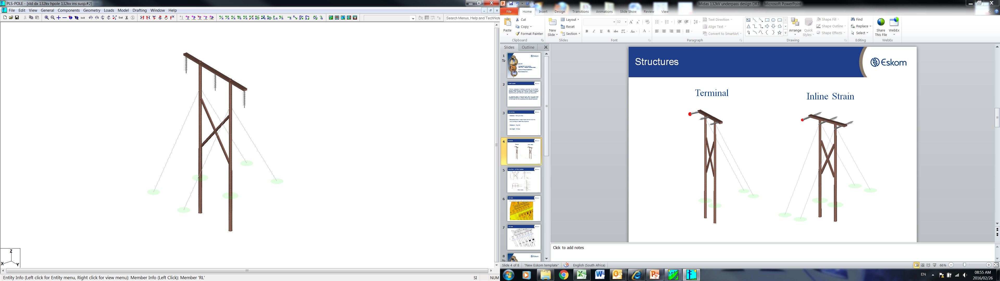 PLS-POLE - [std dx 132kv hpole 132kv ins susp.#2]
File Edit View General Components Geometry Loads Model Drafting Window Help
Init
Set
Search Menus, Help and TechNote
Z
X
Y
Entity Info (Left click for Entity menu, Right click for view menu): Member Info (Left Click): Member 'RL'
SI
NUM
Midas 132kV underpass design DRT - Microsoft PowerPoint
File Home Insert Design Transitions Animations Slide Show Review View
Paste
Cut
Copy
Format Painter
Clipboard
New Slide
Layout
Reset
Section
Slides
32
B I U S abc AV Aa A
Font
Text Direction
Align Text
Convert to SmartArt
Paragraph
Arrange
Quick Styles
Shape Fill
Shape Outline
Shape Effects
Drawing
Find
Replace
Select
Editing
Share This File
WebEx
WebEx
Slides Outline
1
2
3
4
5
6
7
8
Structures
Eskom
Terminal
Inline Strain
Click to add notes
Slide 4 of 8
"New Eskom template"
English (South Africa)
66%
EN
08:55 AM
2016/02/26